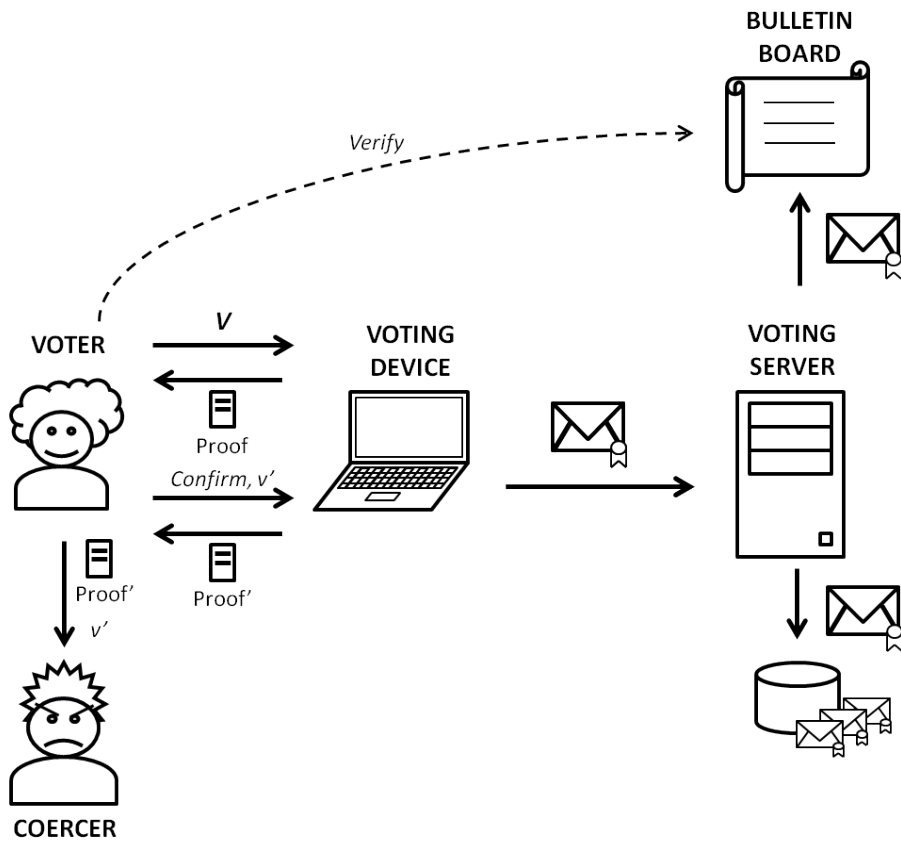 BULLETIN
BOARD
Verify
VOTER
V
VOTING
DEVICE
VOTING
SERVER
Proof
Confirm, v’
Proof’
Proof’
v’
COERCER